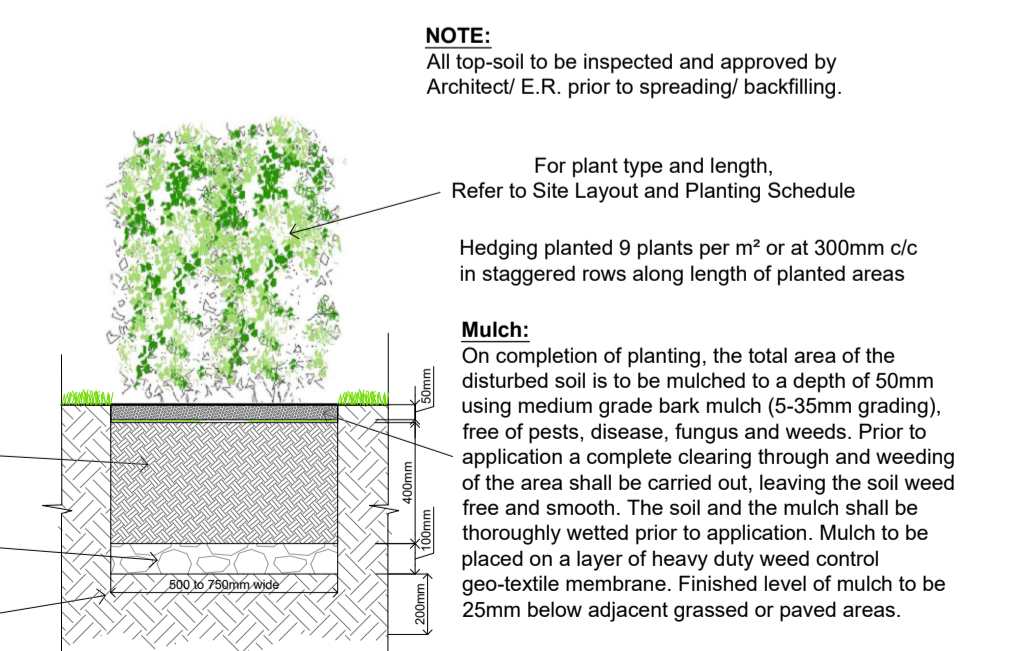 NOTE:
All top-soil to be inspected and approved by
Architect/ E.R. prior to spreading/ backfilling.
For plant type and length,
Refer to Site Layout and Planting Schedule
Hedging planted 9 plants per m² or at 300mm c/c
in staggered rows along length of planted areas
Mulch:
On completion of planting, the total area of the
disturbed soil is to be mulched to a depth of 50mm
using medium grade bark mulch (5-35mm grading),
free of pests, disease, fungus and weeds. Prior to
application a complete clearing through and weeding
of the area shall be carried out, leaving the soil weed
free and smooth. The soil and the mulch shall be
thoroughly wetted prior to application. Mulch to be
placed on a layer of heavy duty weed control
geo-textile membrane. Finished level of mulch to be
25mm below adjacent grassed or paved areas.
50mm
400mm
100mm
200mm
500 to 750mm wide